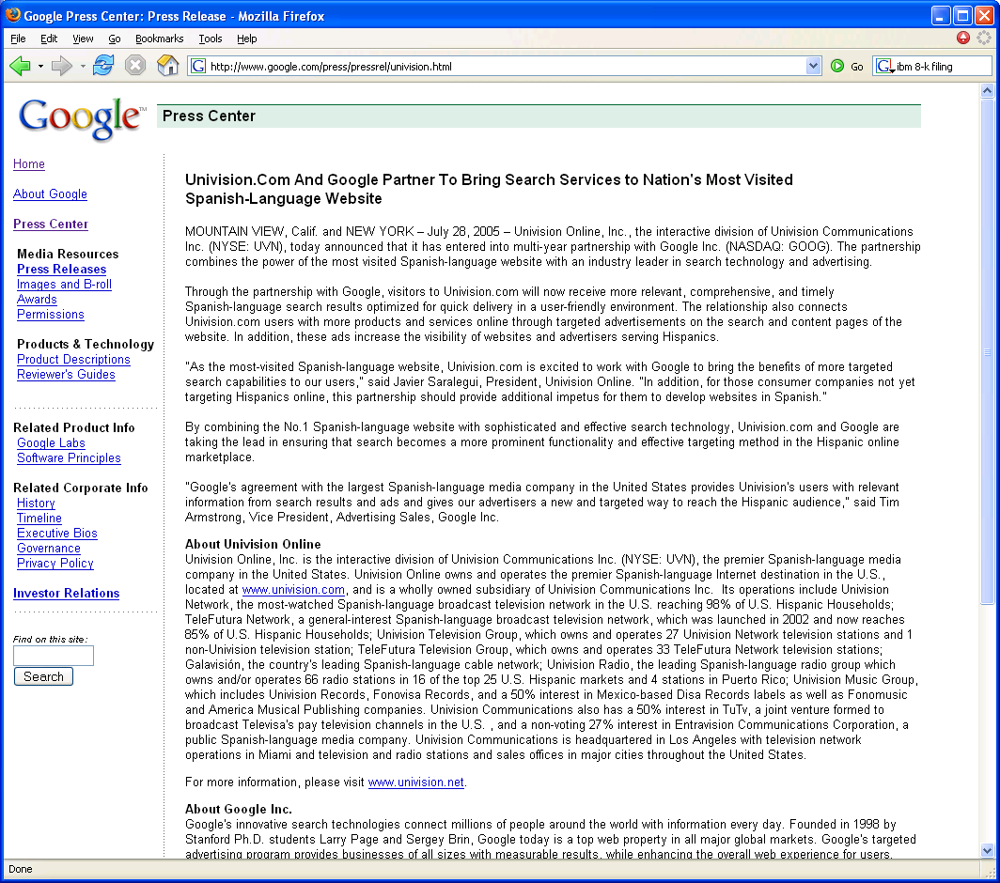 Google Press Center: Press Release - Mozilla Firefox
File Edit View Go Bookmarks Tools Help
http://www.google.com/press/pressrel/univision.html
Go
ibm 8-k filing
Google™
Press Center
Home
About Google
Press Center
Media Resources
Press Releases
Images and B-roll
Awards
Permissions
Products & Technology
Product Descriptions
Reviewer's Guides
Related Product Info
Google Labs
Software Principles
Related Corporate Info
History
Timeline
Executive Bios
Governance
Privacy Policy
Investor Relations
Find on this site:
Search
Univision.Com And Google Partner To Bring Search Services to Nation's Most Visited
Spanish-Language Website
MOUNTAIN VIEW, Calif. and NEW YORK – July 28, 2005 – Univision Online, Inc., the interactive division of Univision Communications
Inc. (NYSE: UVN), today announced that it has entered into multi-year partnership with Google Inc. (NASDAQ: GOOG). The partnership
combines the power of the most visited Spanish-language website with an industry leader in search technology and advertising.
Through the partnership with Google, visitors to Univision.com will now receive more relevant, comprehensive, and timely
Spanish-language search results optimized for quick delivery in a user-friendly environment. The relationship also connects
Univision.com users with more products and services online through targeted advertisements on the search and content pages of the
website. In addition, these ads increase the visibility of websites and advertisers serving Hispanics.
"As the most-visited Spanish-language website, Univision.com is excited to work with Google to bring the benefits of more targeted
search capabilities to our users," said Javier Saralegui, President, Univision Online. "In addition, for those consumer companies not yet
targeting Hispanics online, this partnership should provide additional impetus for them to develop websites in Spanish."
By combining the No.1 Spanish-language website with sophisticated and effective search technology, Univision.com and Google are
taking the lead in ensuring that search becomes a more prominent functionality and effective targeting method in the Hispanic online
marketplace.
"Google's agreement with the largest Spanish-language media company in the United States provides Univision's users with relevant
information from search results and ads and gives our advertisers a new and targeted way to reach the Hispanic audience," said Tim
Armstrong, Vice President, Advertising Sales, Google Inc.
About Univision Online
Univision Online, Inc. is the interactive division of Univision Communications Inc. (NYSE: UVN), the premier Spanish-language media
company in the United States. Univision Online owns and operates the premier Spanish-language Internet destination in the U.S.,
located at www.univision.com, and is a wholly owned subsidiary of Univision Communications Inc. Its operations include Univision
Network, the most-watched Spanish-language broadcast television network in the U.S. reaching 98% of U.S. Hispanic Households;
TeleFutura Network, a general-interest Spanish-language broadcast television network, which was launched in 2002 and now reaches
85% of U.S. Hispanic Households; Univision Television Group, which owns and operates 27 Univision Network television stations and 1
non-Univision television station; TeleFutura Television Group, which owns and operates 33 TeleFutura Network television stations;
Galavisión, the country's leading Spanish-language cable network; Univision Radio, the leading Spanish-language radio group which
owns and/or operates 66 radio stations in 16 of the top 25 U.S. Hispanic markets and 4 stations in Puerto Rico; Univision Music Group,
which includes Univision Records, Fonovisa Records, and a 50% interest in Mexico-based Disa Records labels as well as Fonomusic
and America Musical Publishing companies. Univision Communications also has a 50% interest in TuTv, a joint venture formed to
broadcast Televisa's pay television channels in the U.S. , and a non-voting 27% interest in Entravision Communications Corporation, a
public Spanish-language media company. Univision Communications is headquartered in Los Angeles with television network
operations in Miami and television and radio stations and sales offices in major cities throughout the United States.
For more information, please visit www.univision.net.
About Google Inc.
Google's innovative search technologies connect millions of people around the world with information every day. Founded in 1998 by
Stanford Ph.D. students Larry Page and Sergey Brin, Google today is a top web property in all major global markets. Google's targeted
advertising program provides businesses of all sizes with measurable results, while enhancing the overall web experience for users.
Done